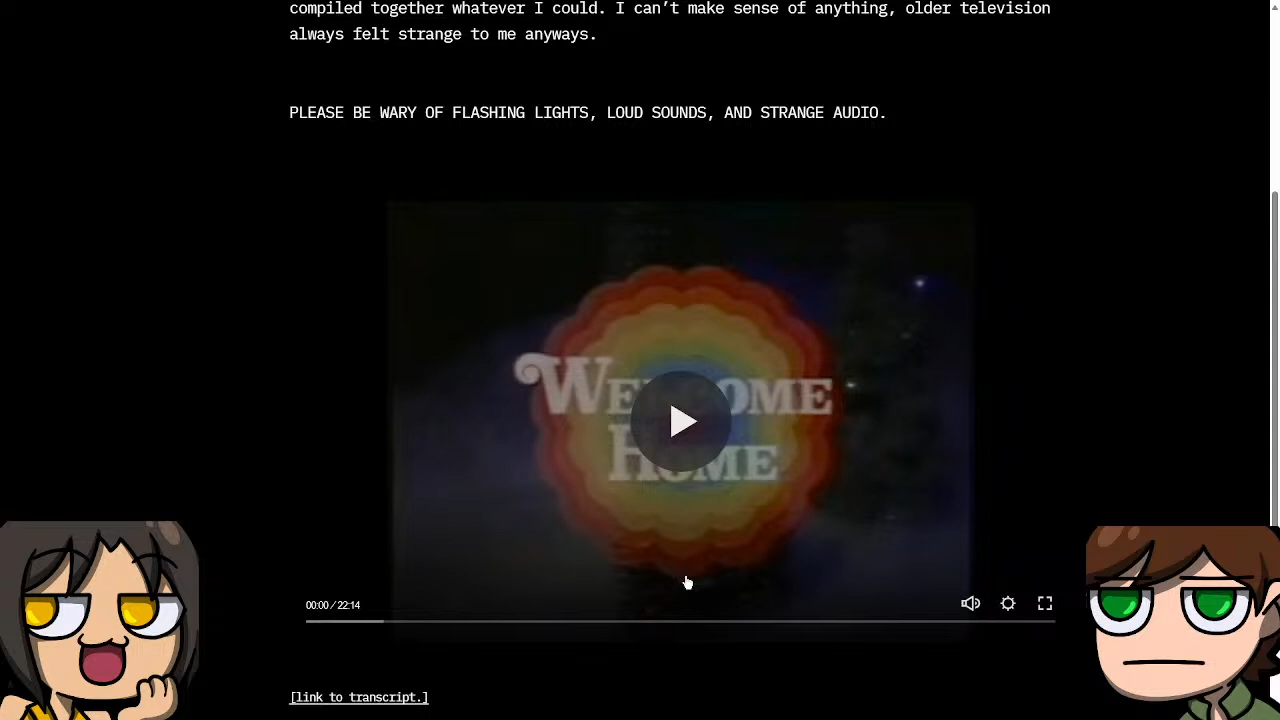 compiled together whatever I could. I can’t make sense of anything, older television
always felt strange to me anyways.
PLEASE BE WARY OF FLASHING LIGHTS, LOUD SOUNDS, AND STRANGE AUDIO.
WELCOME
HOME
00:00 / 22:14
[link to transcript.]